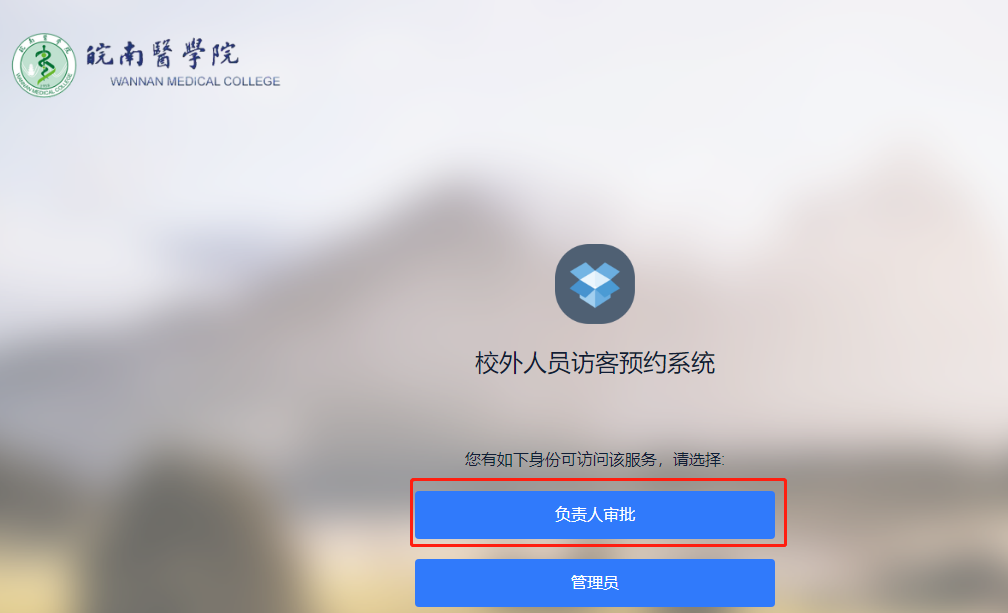 皖南醫學院
WANNAN MEDICAL COLLEGE
校外人员访客预约系统
您有如下身份可访问该服务，请选择:
负责人审批
管理员